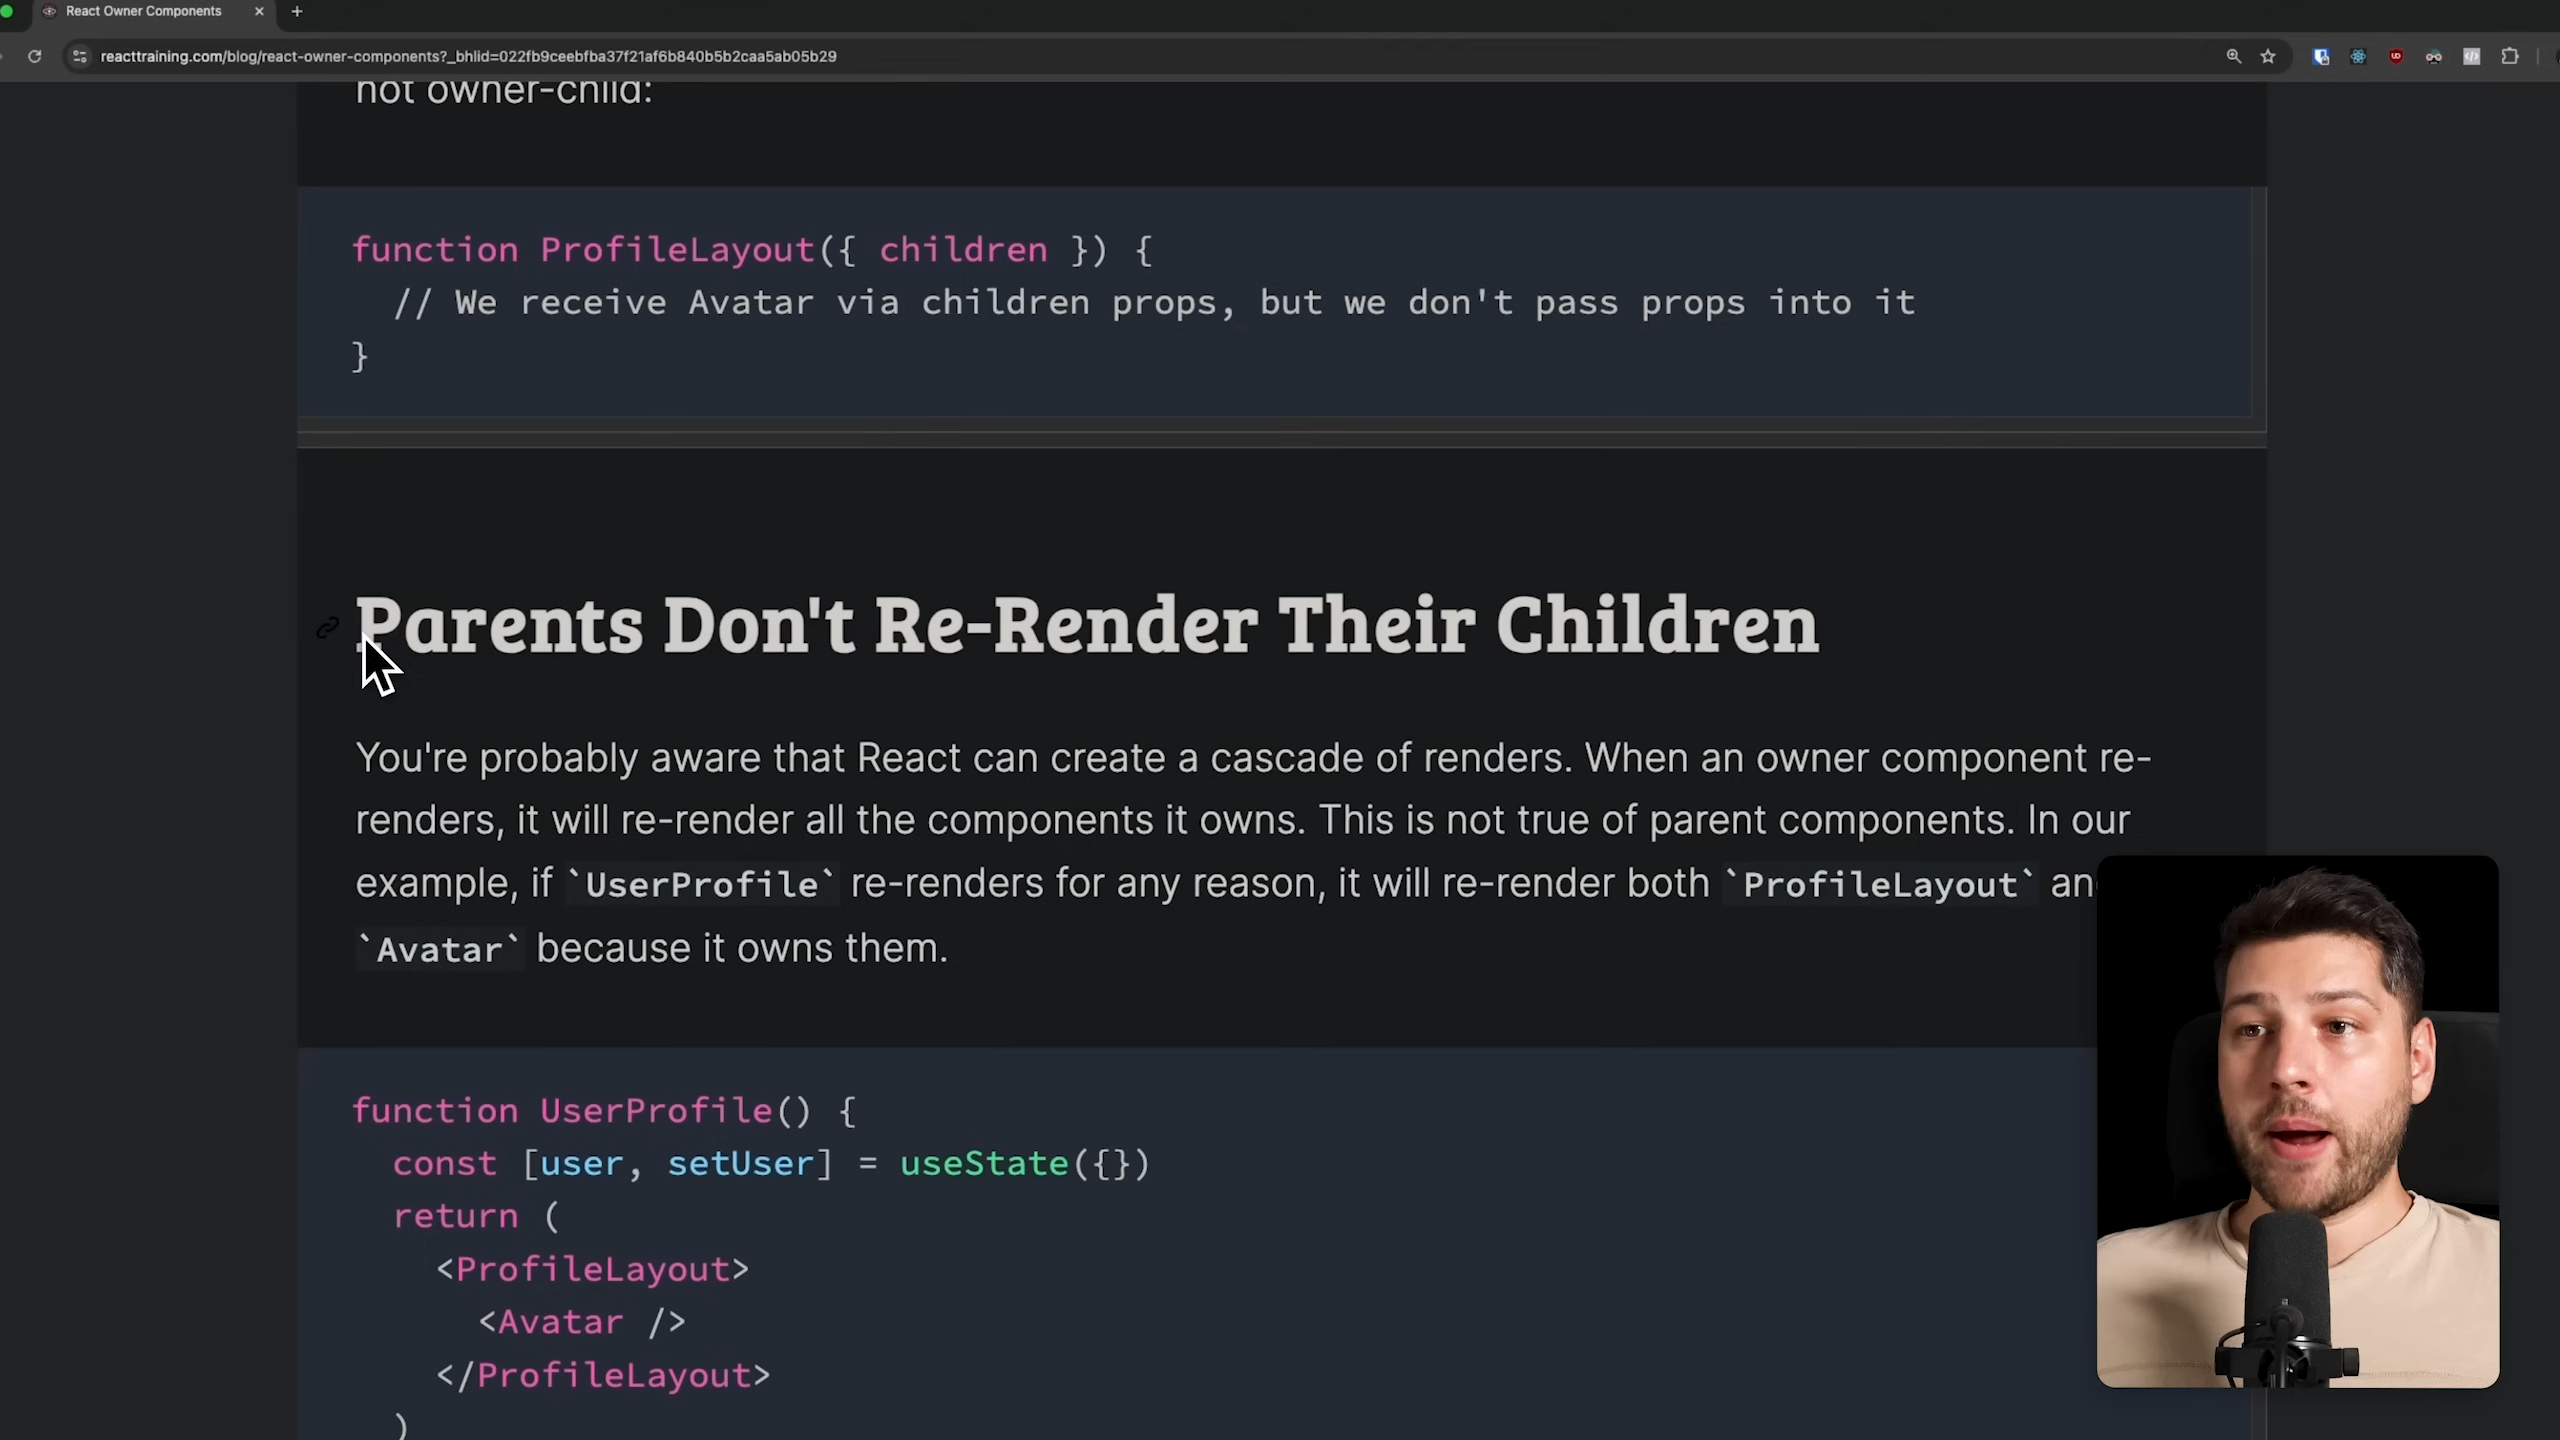 React Owner Components
reacttraining.com/blog/react-owner-components?_bhlid=022fb9ceebfba37f21af6b840b5b2caa5ab05b29
not owner-child:
function ProfileLayout({ children }) {
// We receive Avatar via children props, but we don't pass props into it
}
Parents Don't Re-Render Their Children
You're probably aware that React can create a cascade of renders. When an owner component re-
renders, it will re-render all the components it owns. This is not true of parent components. In our
example, if `UserProfile` re-renders for any reason, it will re-render both `ProfileLayout`
`Avatar` because it owns them.
function UserProfile() {
const [user, setUser] = useState({})
return (
<ProfileLayout>
<Avatar />
</ProfileLayout>
)